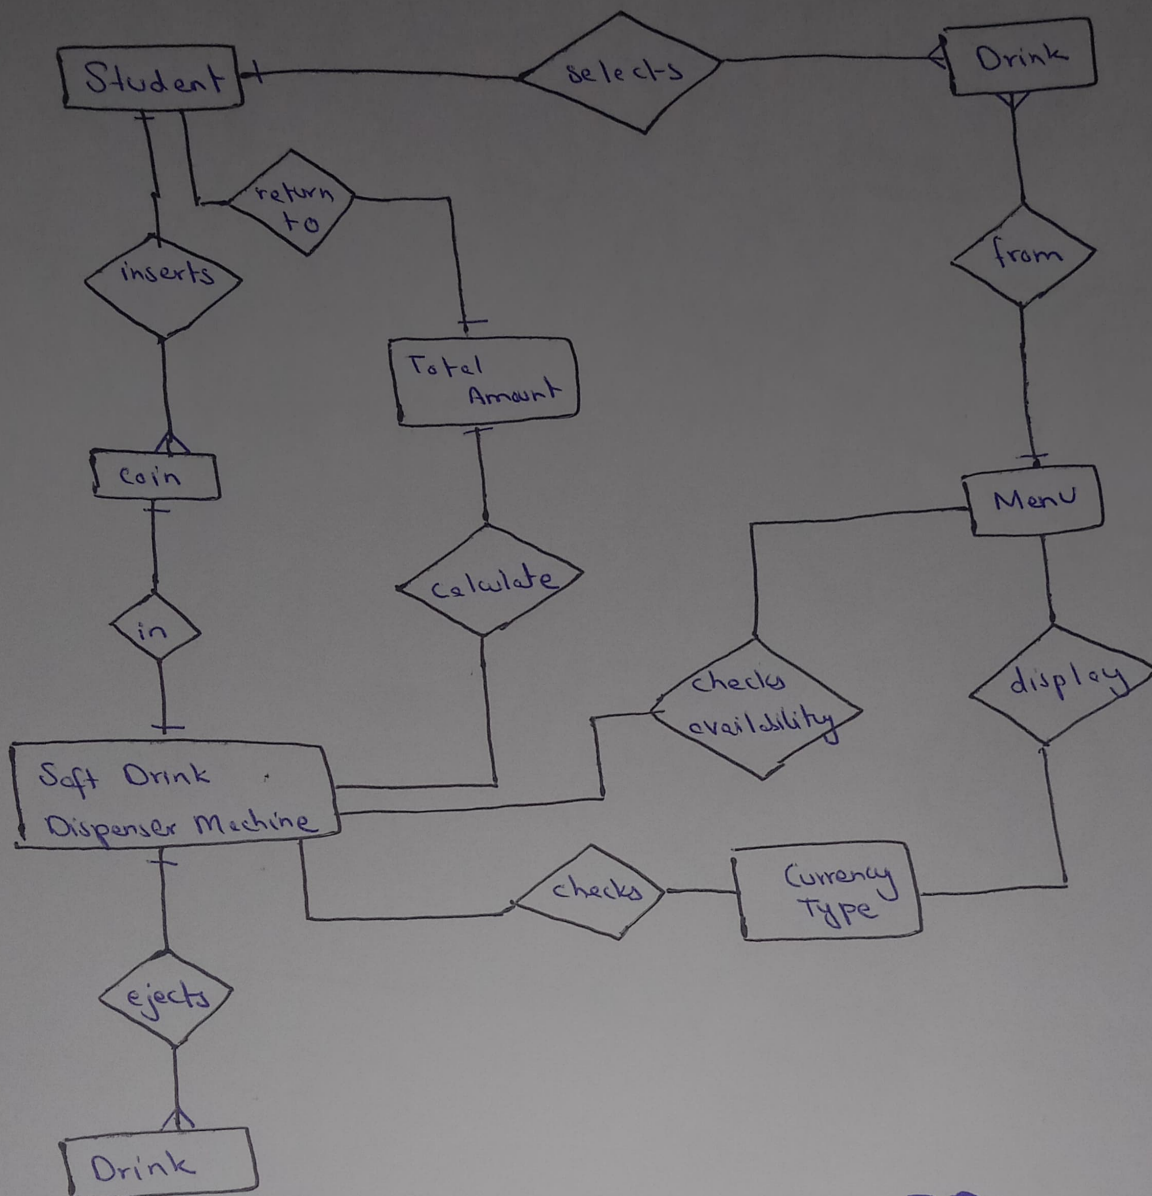 Student
selects
Drink
return
to
inserts
from
Total
Amount
Coin
Menu
Calculate
in
checks
availability
display
Soft Drink
Dispenser Machine
checks
Currency
Type
ejects
Drink